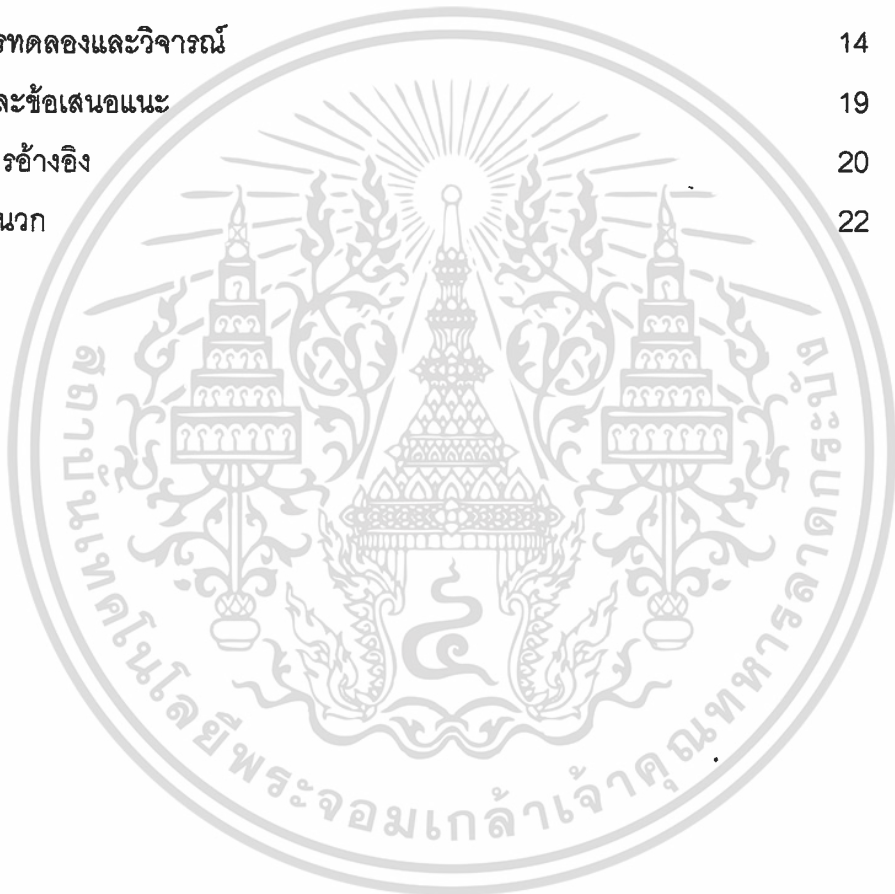 รทดลองและวิจารณ์ 14
ละข้อเสนอแนะ 19
รอ้างอิง 20
นวก 22
สถาบันเทคโนโลยีพระจอมเกล้าเจ้าคุณทหารลาดกระบัง
๔